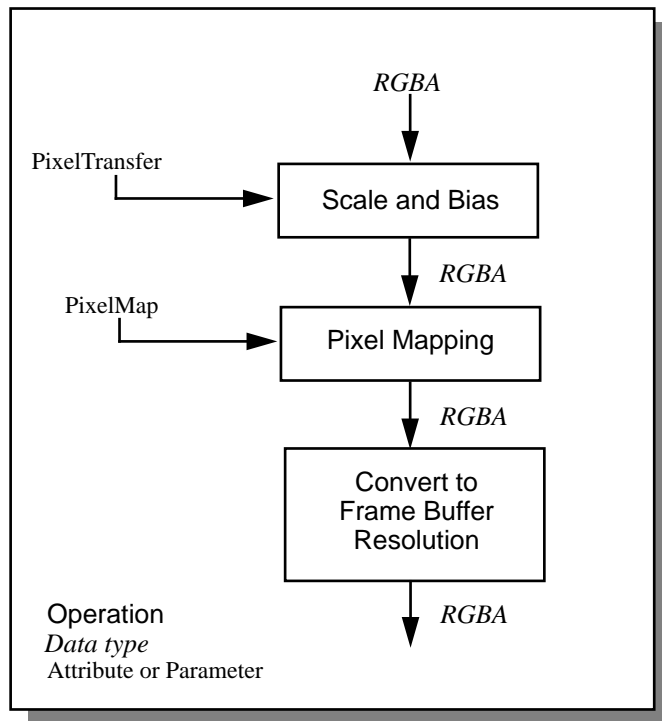 RGBA
PixelTransfer
Scale and Bias
RGBA
PixelMap
Pixel Mapping
RGBA
Convert to
Frame Buffer
Resolution
RGBA
Operation
Data type
Attribute or Parameter